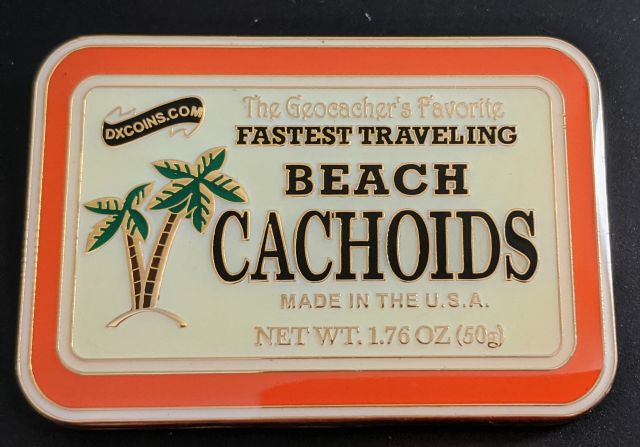 DXCOINS.COM
The Geocacher's Favorite
FASTEST TRAVELING
BEACH
CACHOIDS
MADE IN THE U.S.A.
NET WT. 1.76 OZ (50g)